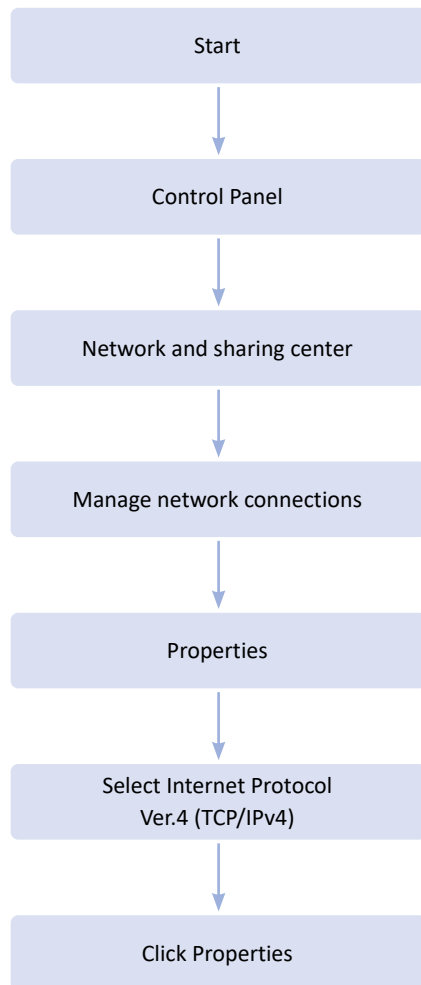 Start
Control Panel
Network and sharing center
Manage network connections
Properties
Select Internet Protocol
Ver.4 (TCP/IPv4)
Click Properties